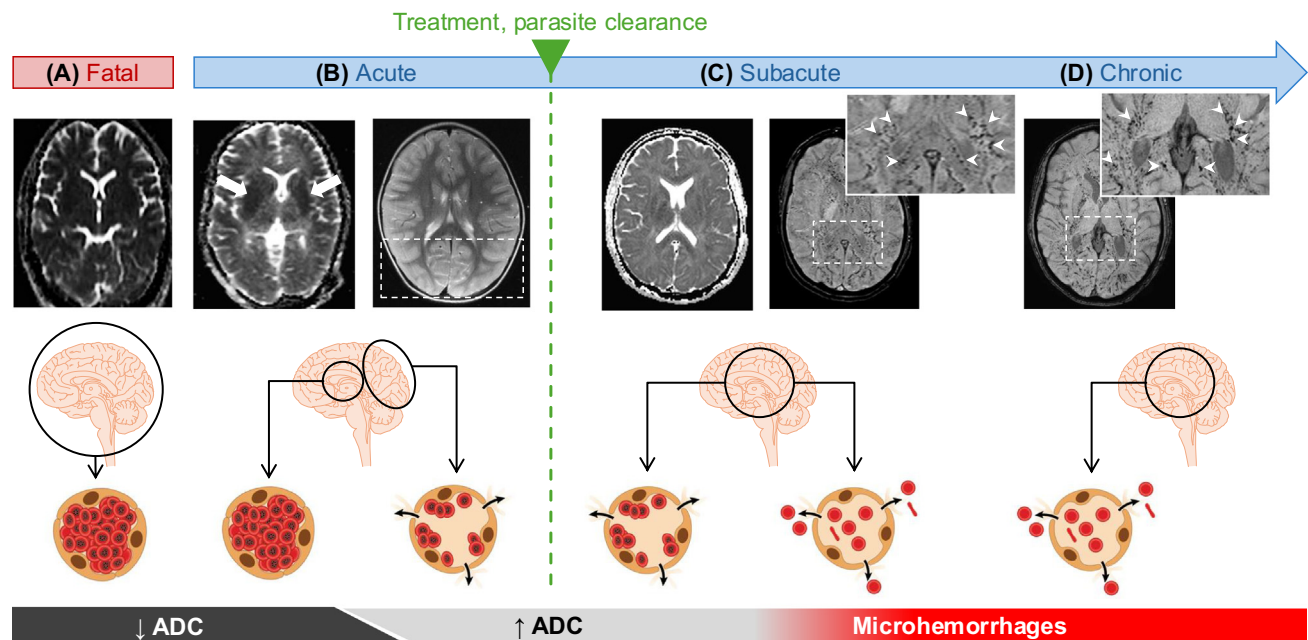 Treatment, parasite clearance
(A) Fatal
(B) Acute
(C) Subacute
(D) Chronic
↓ ADC
↑ ADC
Microhemorrhages